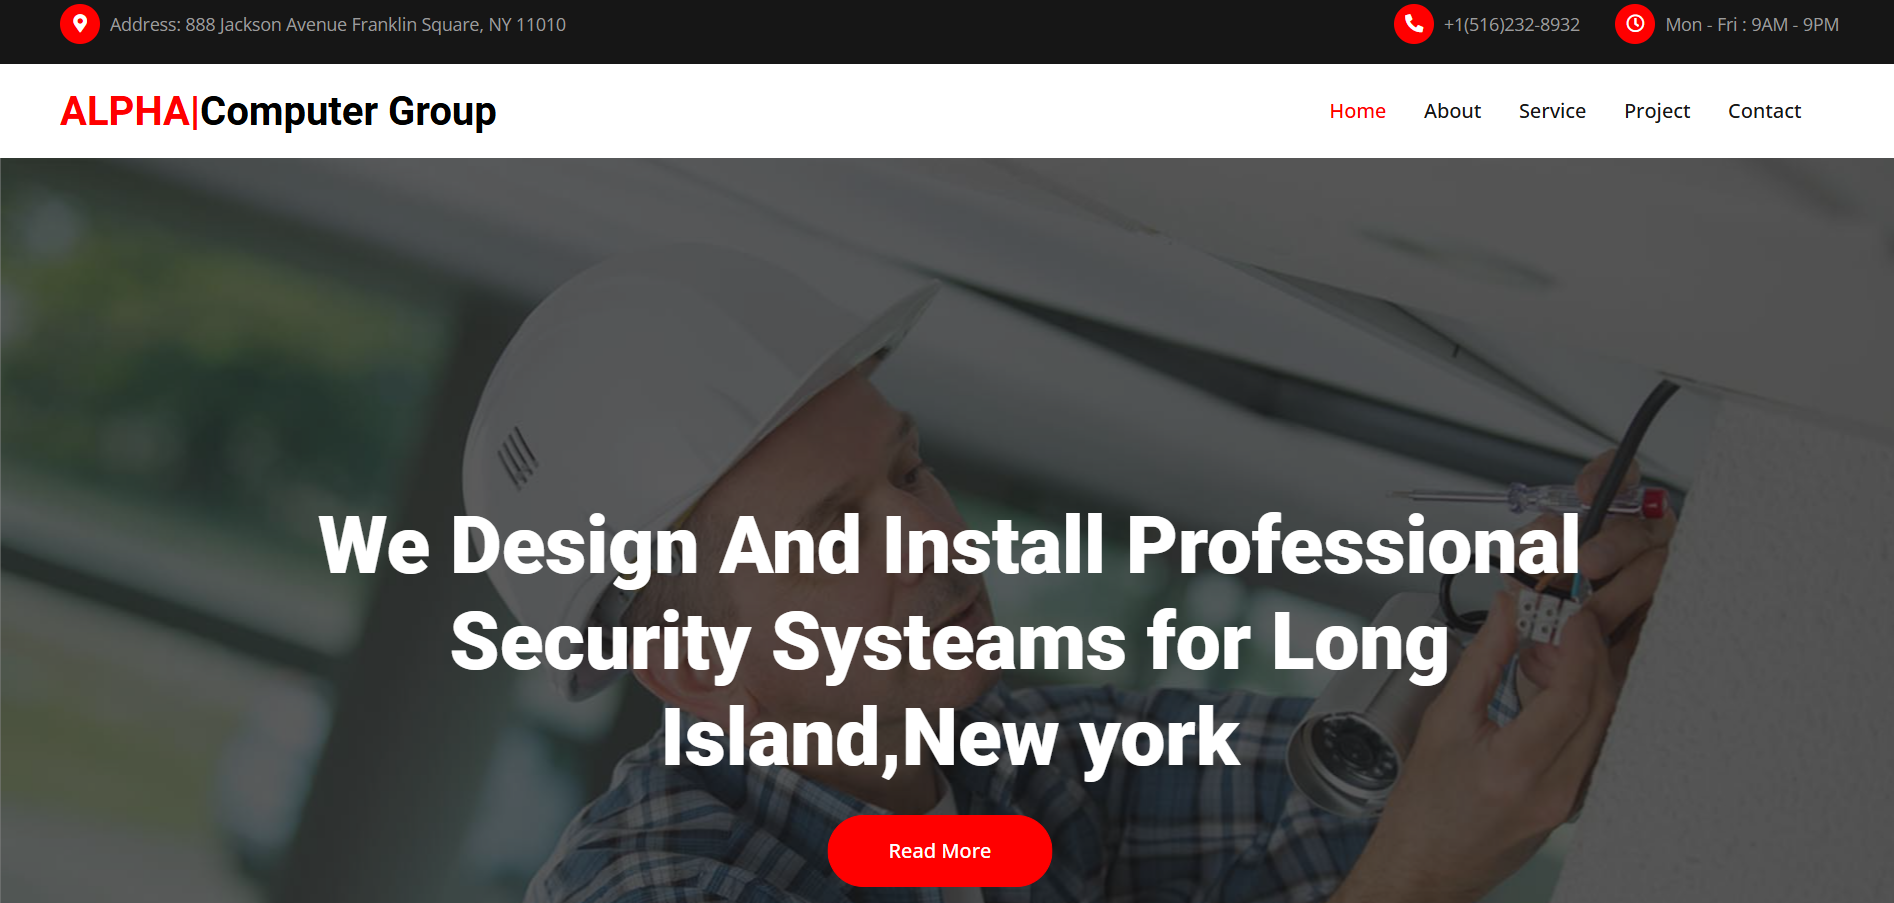 Address: 888 Jackson Avenue Franklin Square, NY 11010
+1(516)232-8932
Mon - Fri : 9AM - 9PM
ALPHA|Computer Group
Home
About
Service
Project
Contact
We Design And Install Professional
Security Systeams for Long
Island,New york
Read More